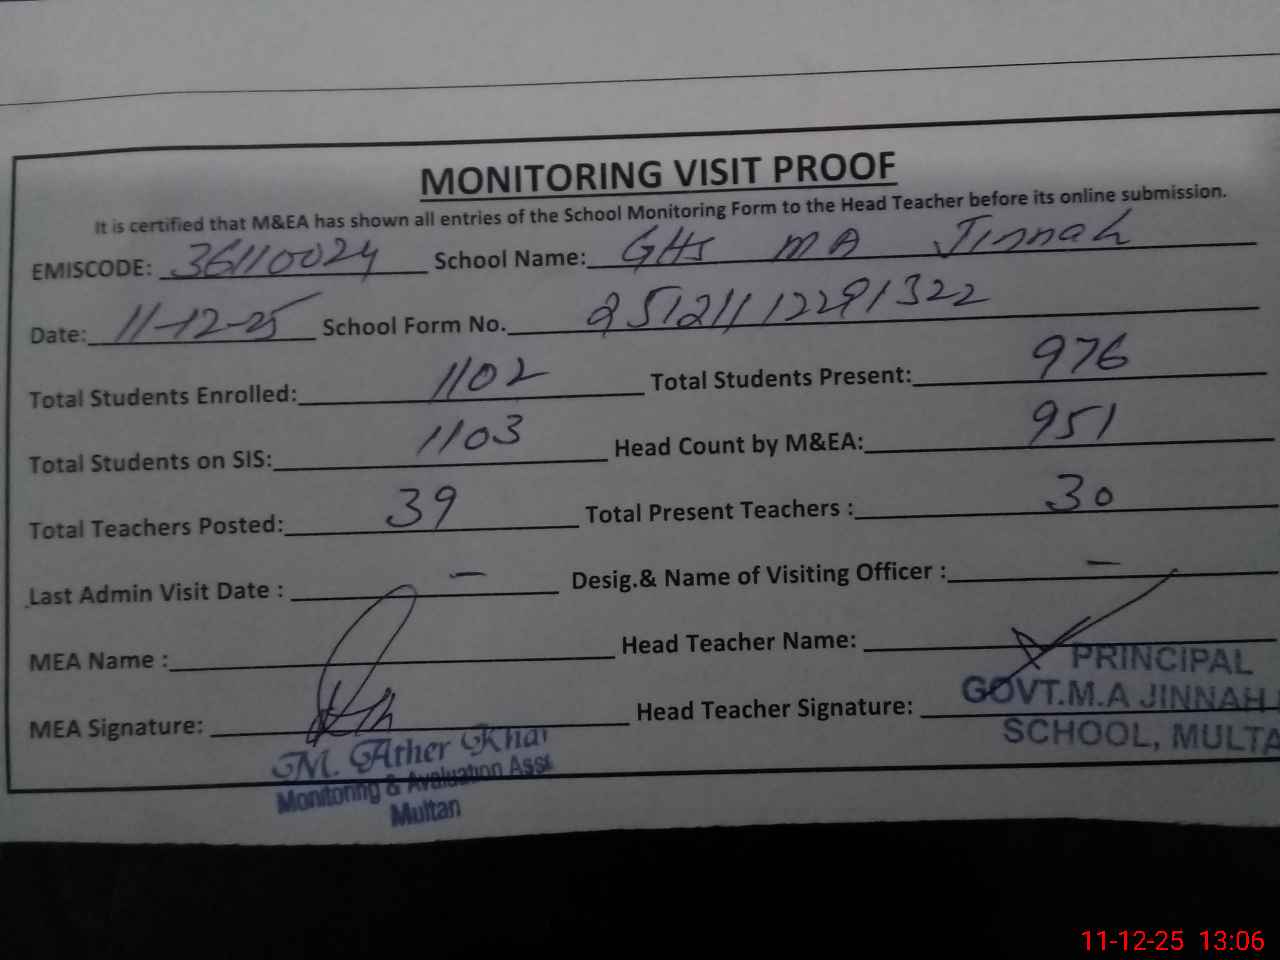 MONITORING VISIT PROOF
It is certified that M&EA has shown all entries of the School Monitoring Form to the Head Teacher before its online submission.
EMISCODE: 36110024 School Name: GHS MA Jinnah
Date: 11-12-25 School Form No. 251211112291322
Total Students Enrolled: 1102 Total Students Present: 976
Total Students on SIS: 1103 Head Count by M&EA: 951
Total Teachers Posted: 39 Total Present Teachers : 30
Last Admin Visit Date : - Desig.& Name of Visiting Officer : -
MEA Name : Head Teacher Name:
MEA Signature: Head Teacher Signature:
PRINCIPAL
GOVT.M.A JINNAH
SCHOOL, MULTA
M. Ather Khan
Monitoring & Avaluation Asst
Multan
11-12-25 13:06